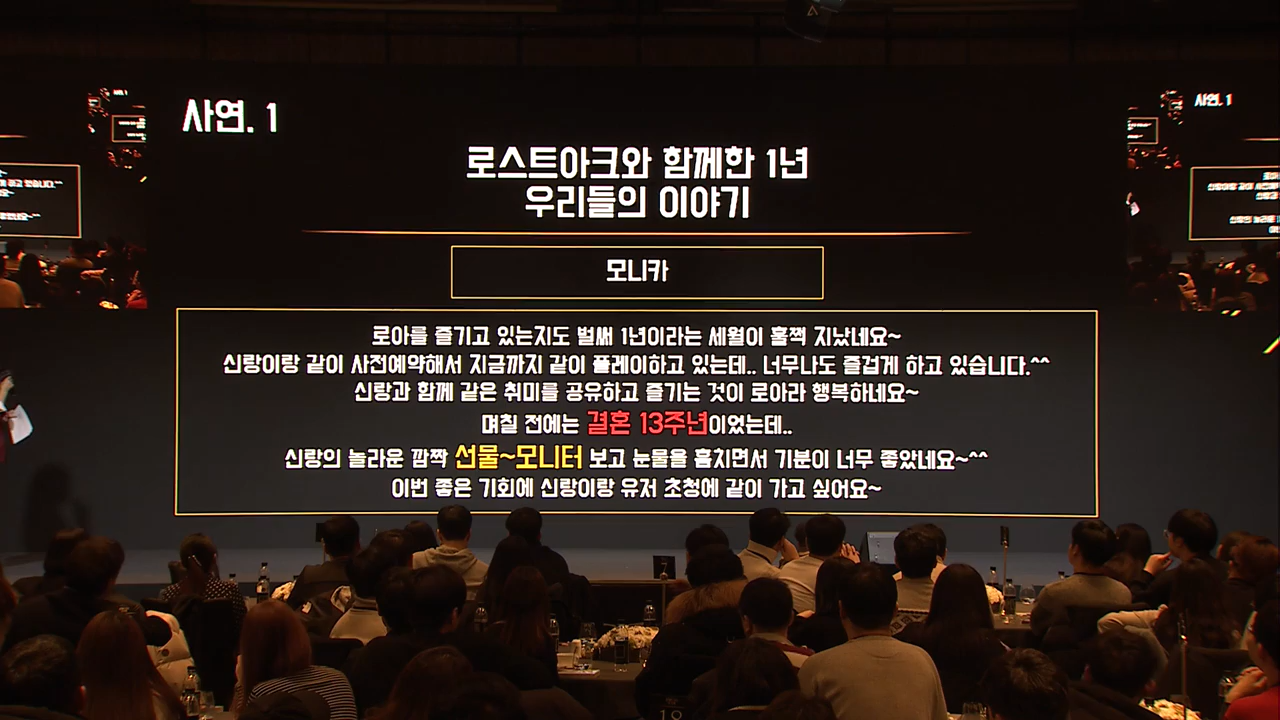 사연. 1
로스트아크와 함께한 1년
우리들의 이야기
모니카
로아를 즐기고 있는지도 벌써 1년이라는 세월이 훌쩍 지났네요~
신랑이랑 같이 사전예약해서 지금까지 같이 플레이하고 있는데.. 너무나도 즐겁게 하고 있습니다.^^
신랑과 함께 같은 취미를 공유하고 즐기는 것이 로아라 행복하네요~
며칠 전에는 결혼 13주년이었는데..
신랑의 놀라운 깜짝 선물~모니터 보고 눈물을 훔치면서 기분이 너무 좋았네요~^^
이번 좋은 기회에 신랑이랑 유저 초청에 같이 가고 싶어요~
사연. 1
19